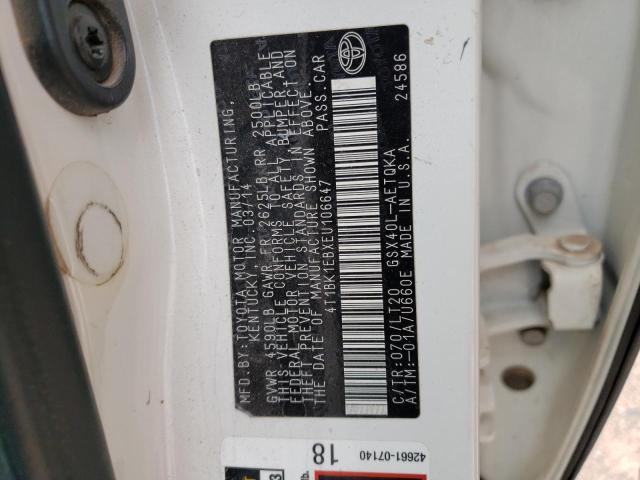 MFD.BY:TOYOTA MOTOR MANUFACTURING,
KENTUCKY, INC.03/14
GVWR 4590LB GAWR FR 2625LB RR 2500LB
THIS VEHICLE CONFORMS TO ALL APPLICABLE
FEDERAL MOTOR VEHICLE SAFETY, BUMPER, AND
THEFT PREVENTION STANDARDS IN EFFECT ON
THE DATE OF MANUFACTURE SHOWN ABOVE.
4T1BK1EBXEU106647 PASS.CAR
C/TR:070/LT20 GSX40L-AETQKA
A/TM:-01A/U660E MADE IN U.S.A.
24586
42661-07140
18